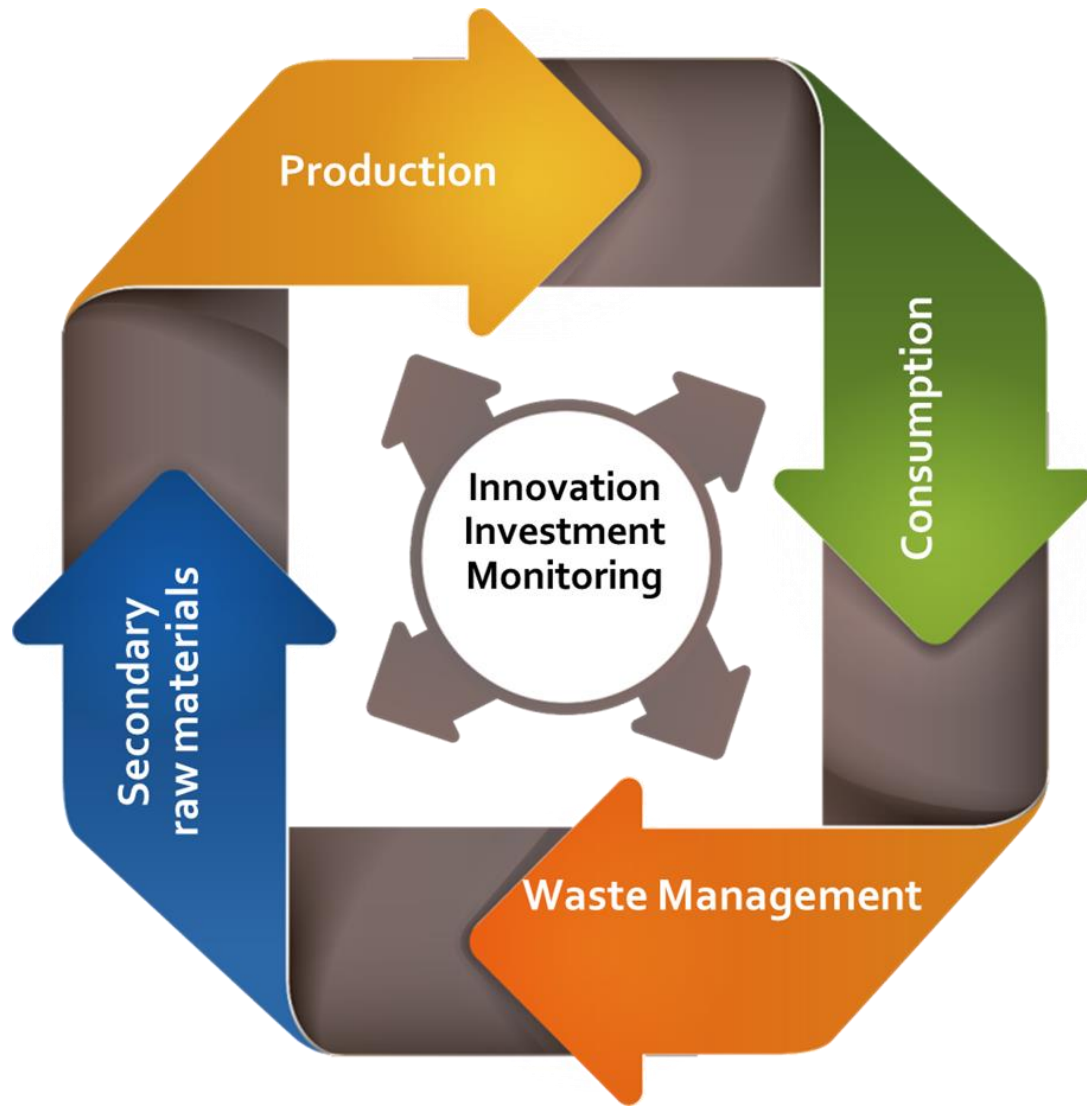 Production
Consumption
Waste Management
Secondary
raw materials
Innovation
Investment
Monitoring